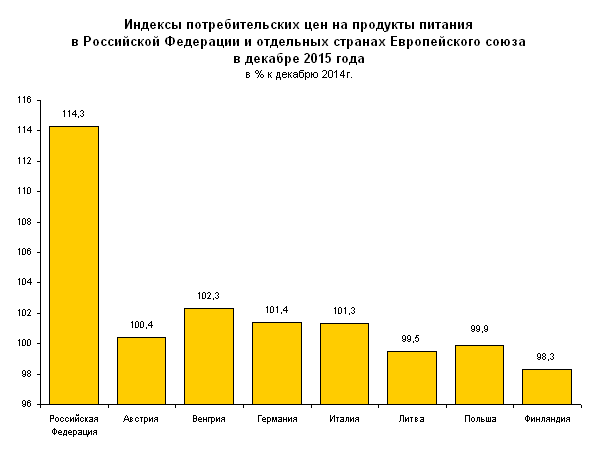 Индексы потребительских цен на продукты питания
в Российской Федерации и отдельных странах Европейского союза
в декабре 2015 года
в % к декабрю 2014г.
116
114
112
110
108
106
104
102
100
98
96
114,3
100,4
102,3
101,4
101,3
99,5
99,9
98,3
Российская
Федерация
Австрия
Венгрия
Германия
Италия
Литва
Польша
Финляндия